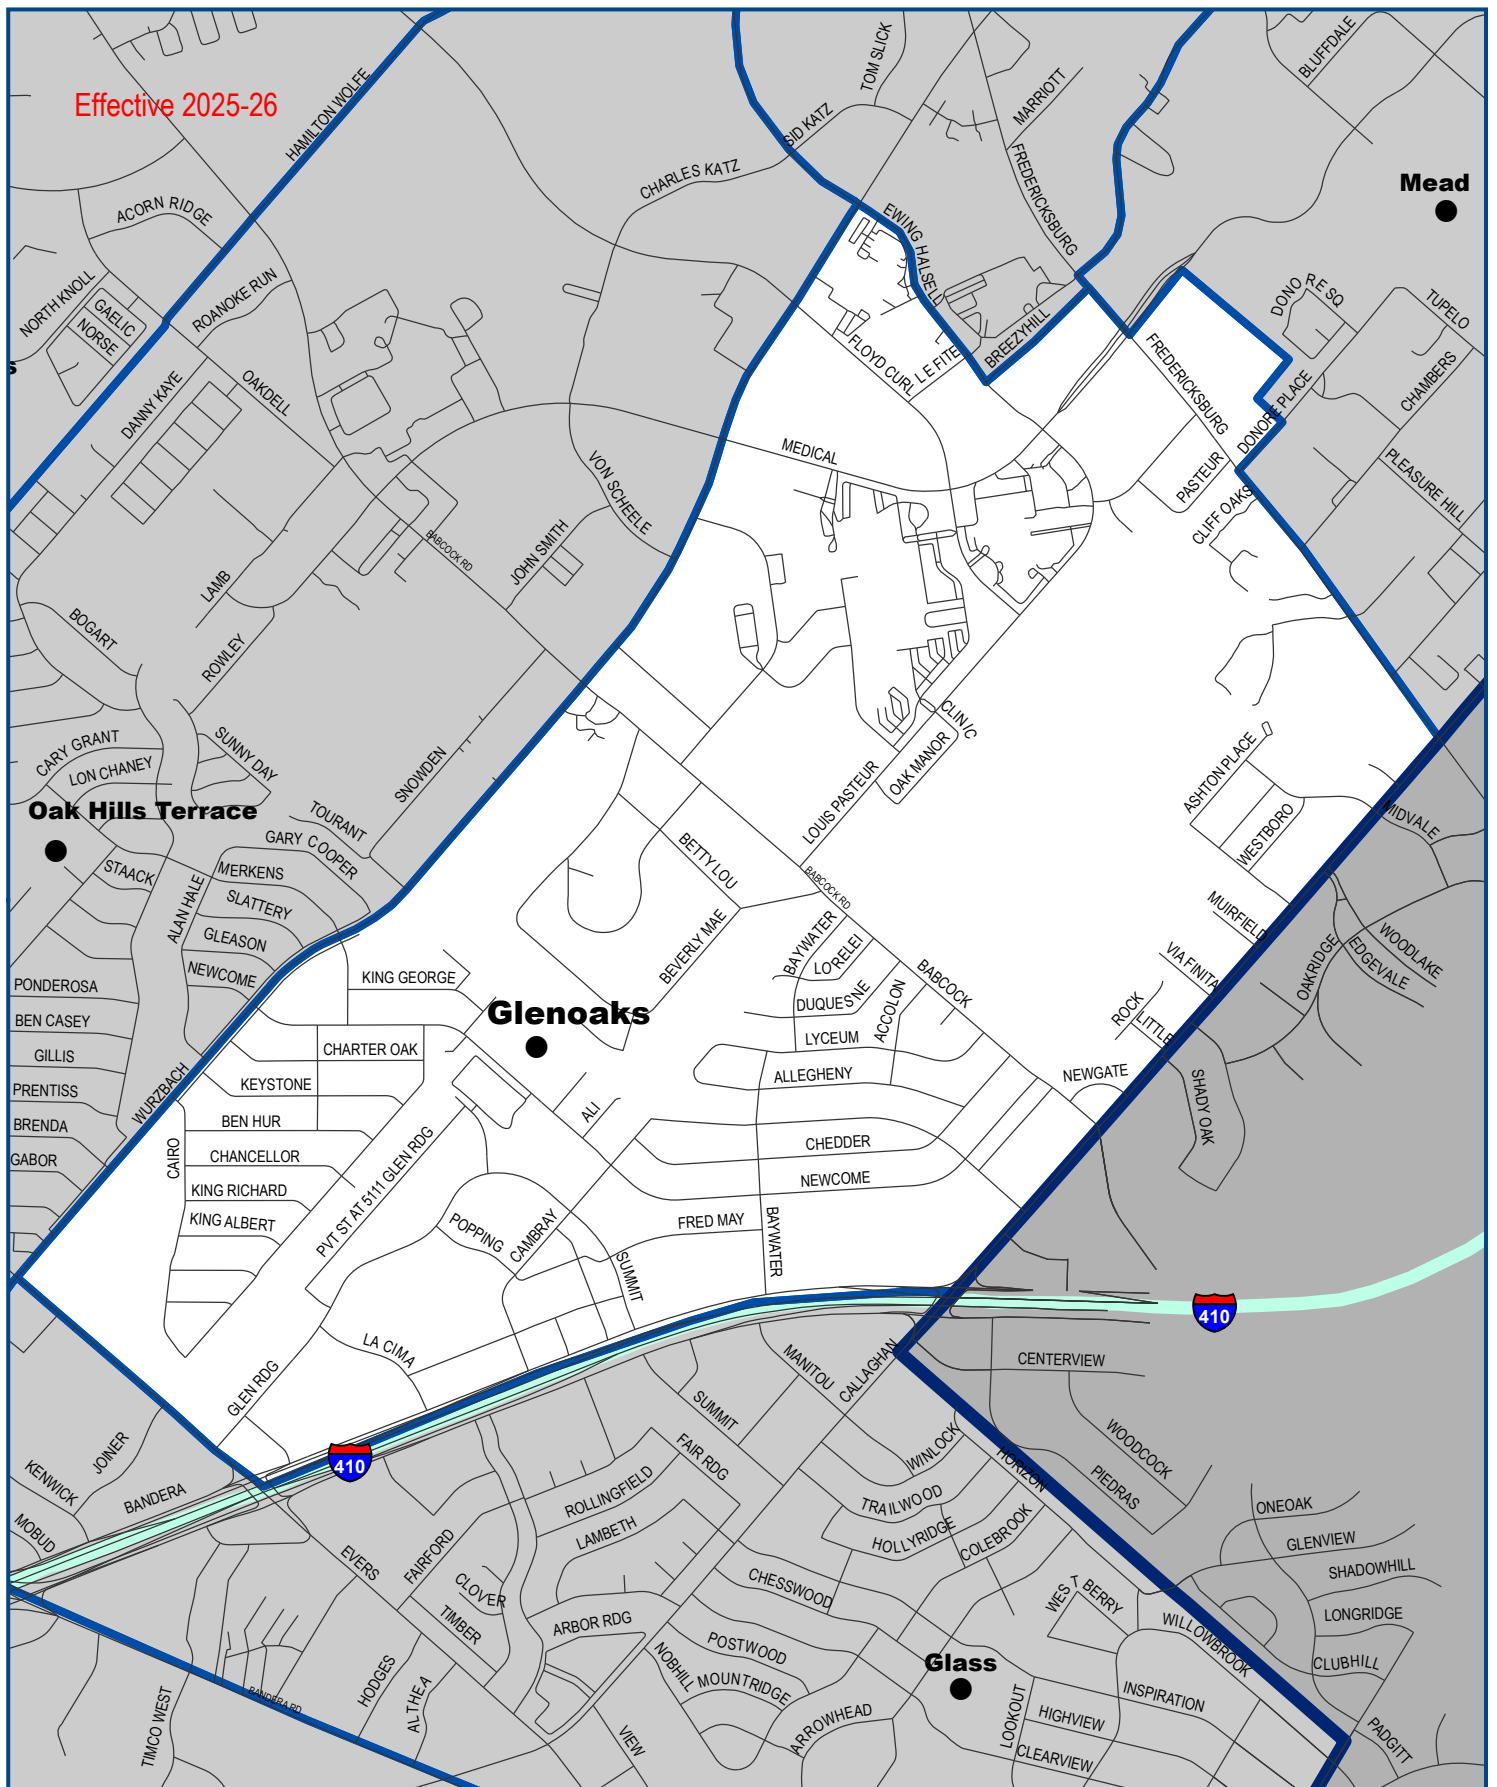 Effective 2025-26
HAMILTON WOLFE
TOM SLICK
BLUFFDALE
MARRIOTT
SID KATZ
CHARLES KATZ
FREDERICKSBURG
Mead
ACORN RIDGE
EWING HALSELL
NORTH KNOLL
GAELIC
NORSE
ROANOKE RUN
DONORE SQ
TUPELO
BREEZYHILL
FLOYD CURL
LE FITE
FREDERICKSBURG
CHAMBERS
DANNY KAYE
OAKDELL
DONORE PLACE
MEDICAL
VON SCHEELE
PASTEUR
PLEASURE HILL
CLIFF OAKS
BABCOCK RD
JOHN SMITH
LAMB
BOGART
ROWLEY
CLINIC
CARY GRANT
SUNNY DAY
LON CHANEY
SNOWDEN
OAK MANOR
LOUIS PASTEUR
ASHTON PLACE
Oak Hills Terrace
TOURANT
GARY COOPER
MIDVALE
WESTBORO
STAACK
MERKENS
BETTY LOU
BABCOCK RD
ALAN HALE
SLATTERY
MUIRFIELD
GLEASON
BEVERLY MAE
BAYWATER
LORELEI
WOODLAKE
EDGEVALE
OAKRIDGE
NEWCOME
KING GEORGE
VIA FINITA
BABCOCK
PONDEROSA
DUQUESNE
ACCOLON
ROCK
LITTLE
Glenoaks
BEN CASEY
LYCEUM
GILLIS
CHARTER OAK
WURZBACH
PRENTISS
KEYSTONE
ALLEGHENY
NEWGATE
SHADY OAK
BRENDA
BEN HUR
ALI
CHEDDER
GABOR
CAIRO
CHANCELLOR
PVT ST AT 5111 GLEN RDG
KING RICHARD
NEWCOME
KING ALBERT
POPPING
CAMBRAY
FRED MAY
BAYWATER
SUMMIT
410
LA CIMA
MANITOU
CALLAGHAN
CENTERVIEW
GLEN RDG
SUMMIT
WOODCOCK
JOINER
KENWICK
410
FAIR RDG
WINLOCK
HORIZON
PIEDRAS
BANDERA
ROLLINGFIELD
TRAILWOOD
ONEOAK
MOBUD
LAMBETH
HOLLYRIDGE
COLEBROOK
GLENVIEW
EVERS
FAIRFORD
CLOVER
CHESSWOOD
SHADOWHILL
WEST BERRY
TIMBER
ARBOR RDG
LONGRIDGE
WILLOWBROOK
POSTWOOD
NOBHILL
Glass
CLUBHILL
HODGES
MOUNTRIDGE
BANDERA RD
ALTHEA
INSPIRATION
TIMCO WEST
ARROWHEAD
LOOKOUT
HIGHVIEW
VIEW
PADGITT
CLEARVIEW